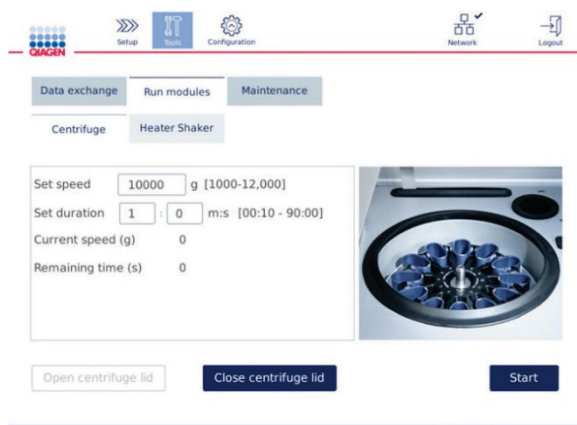 QIAGEN
Setup
Tools
Configuration
Network
Logout
Data exchange
Run modules
Maintenance
Centrifuge
Heater Shaker
Set speed 10000 g [1000-12,000]
Set duration 1 : 0 m:s [00:10 - 90:00]
Current speed (g) 0
Remaining time (s) 0
Open centrifuge lid
Close centrifuge lid
Start